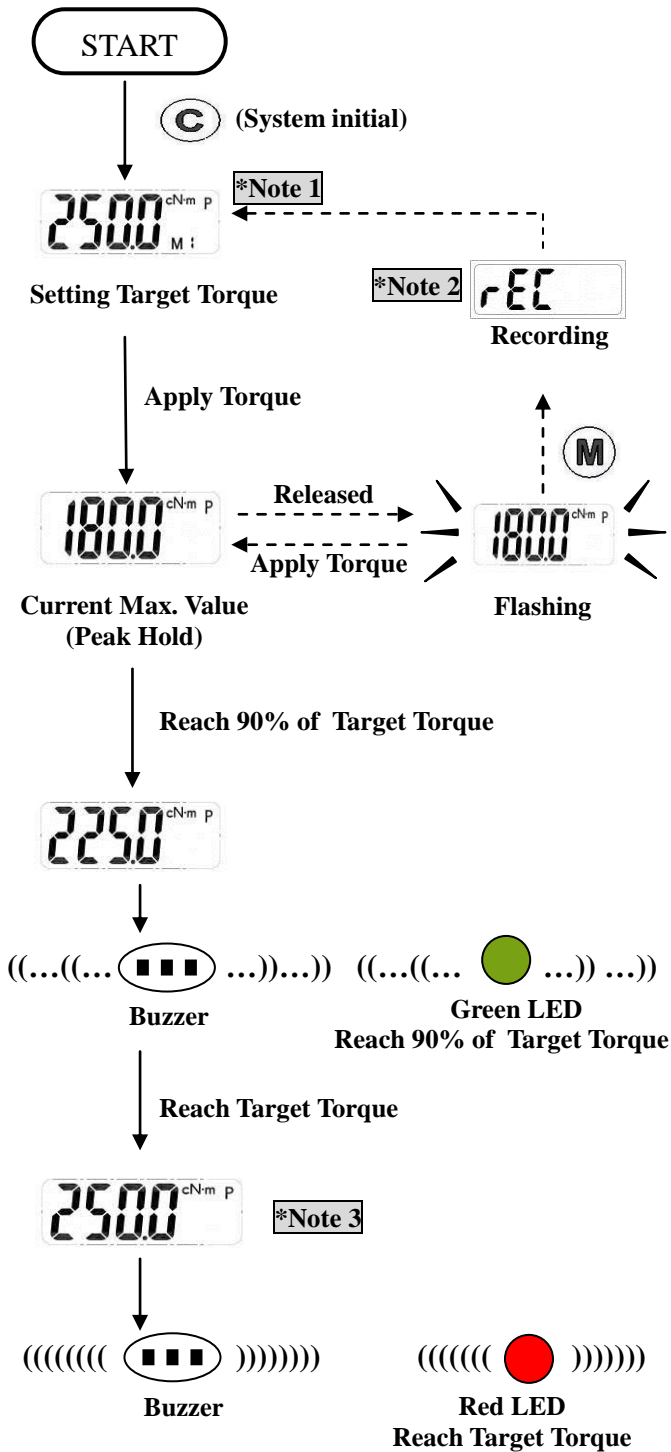 START
C (System initial)
*Note 1
250.0 cN·m P
M 1
Setting Target Torque
*Note 2
rEC
Recording
Apply Torque
M
180.0 cN·m P
Released
Apply Torque
180.0 cN·m P
Current Max. Value
(Peak Hold)
Flashing
Reach 90% of Target Torque
225.0 cN·m P
((…((… ■ ■ ■ …))…)) ((…((… …)) …))
Buzzer
Green LED
Reach 90% of Target Torque
Reach Target Torque
250.0 cN·m P
*Note 3
(((((((( ■ ■ ■ )))))))) ((((((( )))))))
Buzzer
Red LED
Reach Target Torque